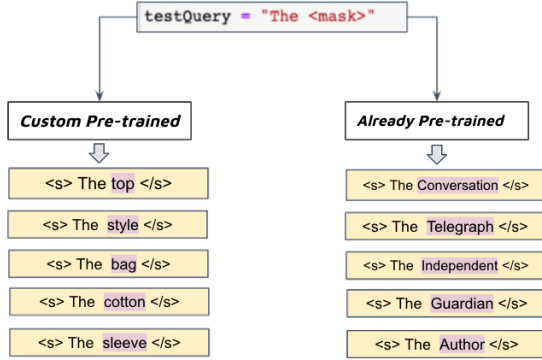 testQuery = "The <mask>"
Custom Pre-trained
<s> The top </s>
<s> The style </s>
<s> The bag </s>
<s> The cotton </s>
<s> The sleeve </s>
Already Pre-trained
<s> The Conversation </s>
<s> The Telegraph </s>
<s> The Independent </s>
<s> The Guardian </s>
<s> The Author </s>